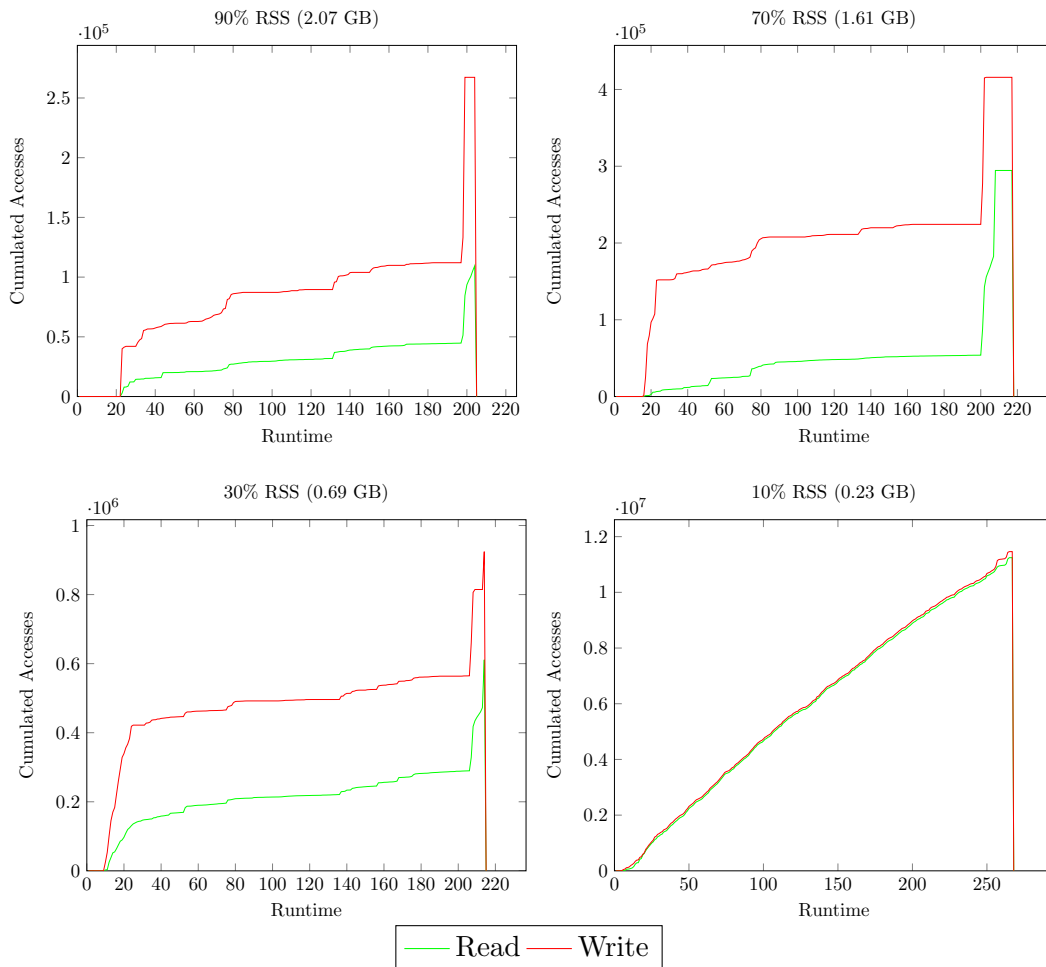 90% RSS (2.07 GB)
·10^5
2.5
2
1.5
1
0.5
0
0 20 40 60 80 100 120 140 160 180 200 220
Cumulated Accesses
Runtime
70% RSS (1.61 GB)
·10^5
4
3
2
1
0
0 20 40 60 80 100 120 140 160 180 200 220
Cumulated Accesses
Runtime
30% RSS (0.69 GB)
·10^6
1
0.8
0.6
0.4
0.2
0
0 20 40 60 80 100 120 140 160 180 200 220
Cumulated Accesses
Runtime
10% RSS (0.23 GB)
·10^7
1.2
1
0.8
0.6
0.4
0.2
0
0 50 100 150 200 250
Cumulated Accesses
Runtime
Read Write